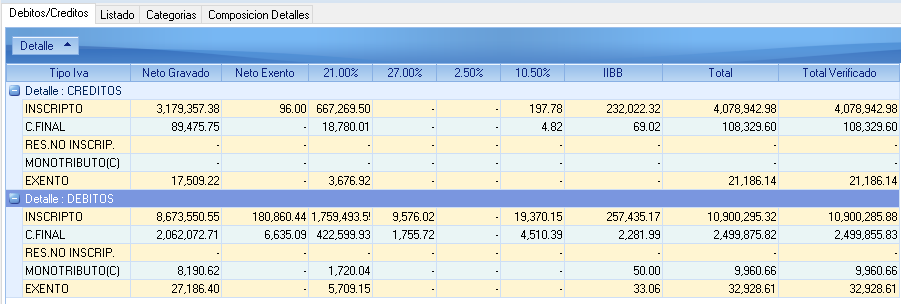 Debitos/Creditos Listado Categorias Composicion Detalles
Detalle
Tipo Iva Neto Gravado Neto Exento 21.00% 27.00% 2.50% 10.50% IIBB Total Total Verificado
Detalle : CREDITOS
INSCRIPTO 3,179,357.38 96.00 667,269.50 - - 197.78 232,022.32 4,078,942.98 4,078,942.98
C.FINAL 89,475.75 - 18,780.01 - - 4.82 69.02 108,329.60 108,329.60
RES.NO INSCRIP. - - - - - - - - -
MONOTRIBUTO(C) - - - - - - - - -
EXENTO 17,509.22 - 3,676.92 - - - - 21,186.14 21,186.14
Detalle : DEBITOS
INSCRIPTO 8,673,550.55 180,860.44 1,759,493.5 9,576.02 - 19,370.15 257,435.17 10,900,295.32 10,900,285.88
C.FINAL 2,062,072.71 6,635.09 422,599.93 1,755.72 - 4,510.39 2,281.99 2,499,875.82 2,499,855.83
RES.NO INSCRIP. - - - - - - - - -
MONOTRIBUTO(C) 8,190.62 - 1,720.04 - - - 50.00 9,960.66 9,960.66
EXENTO 27,186.40 - 5,709.15 - - - 33.06 32,928.61 32,928.61